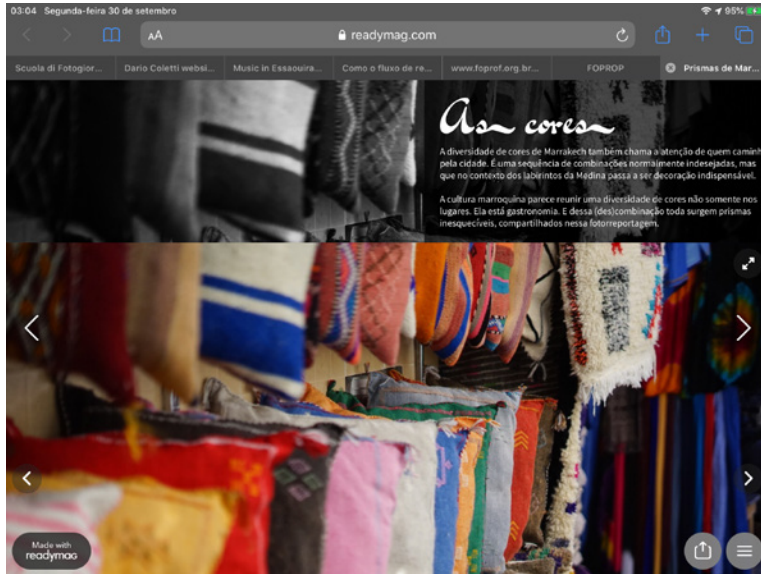 03:04 Segunda-feira 30 de setembro
95%
AA
readymag.com
Scuola di Fotogior...
Dario Coletti websi...
Music in Essaouira...
Como o fluxo de re...
www.foprof.org.br...
FOPROP
Prismas de Mar...
As cores
A diversidade de cores de Marrakech também chama a atenção de quem caminh
pela cidade. É uma sequência de combinações normalmente indesejadas, mas
que no contexto dos labirintos da Medina passa a ser decoração indispensável.
A cultura marroquina parece reunir uma diversidade de cores não somente nos
lugares. Ela está gastronomia. E dessa (des)combinação toda surgem prismas
inesquecíveis, compartilhados nessa fotorreportagem.
Made with
readymag